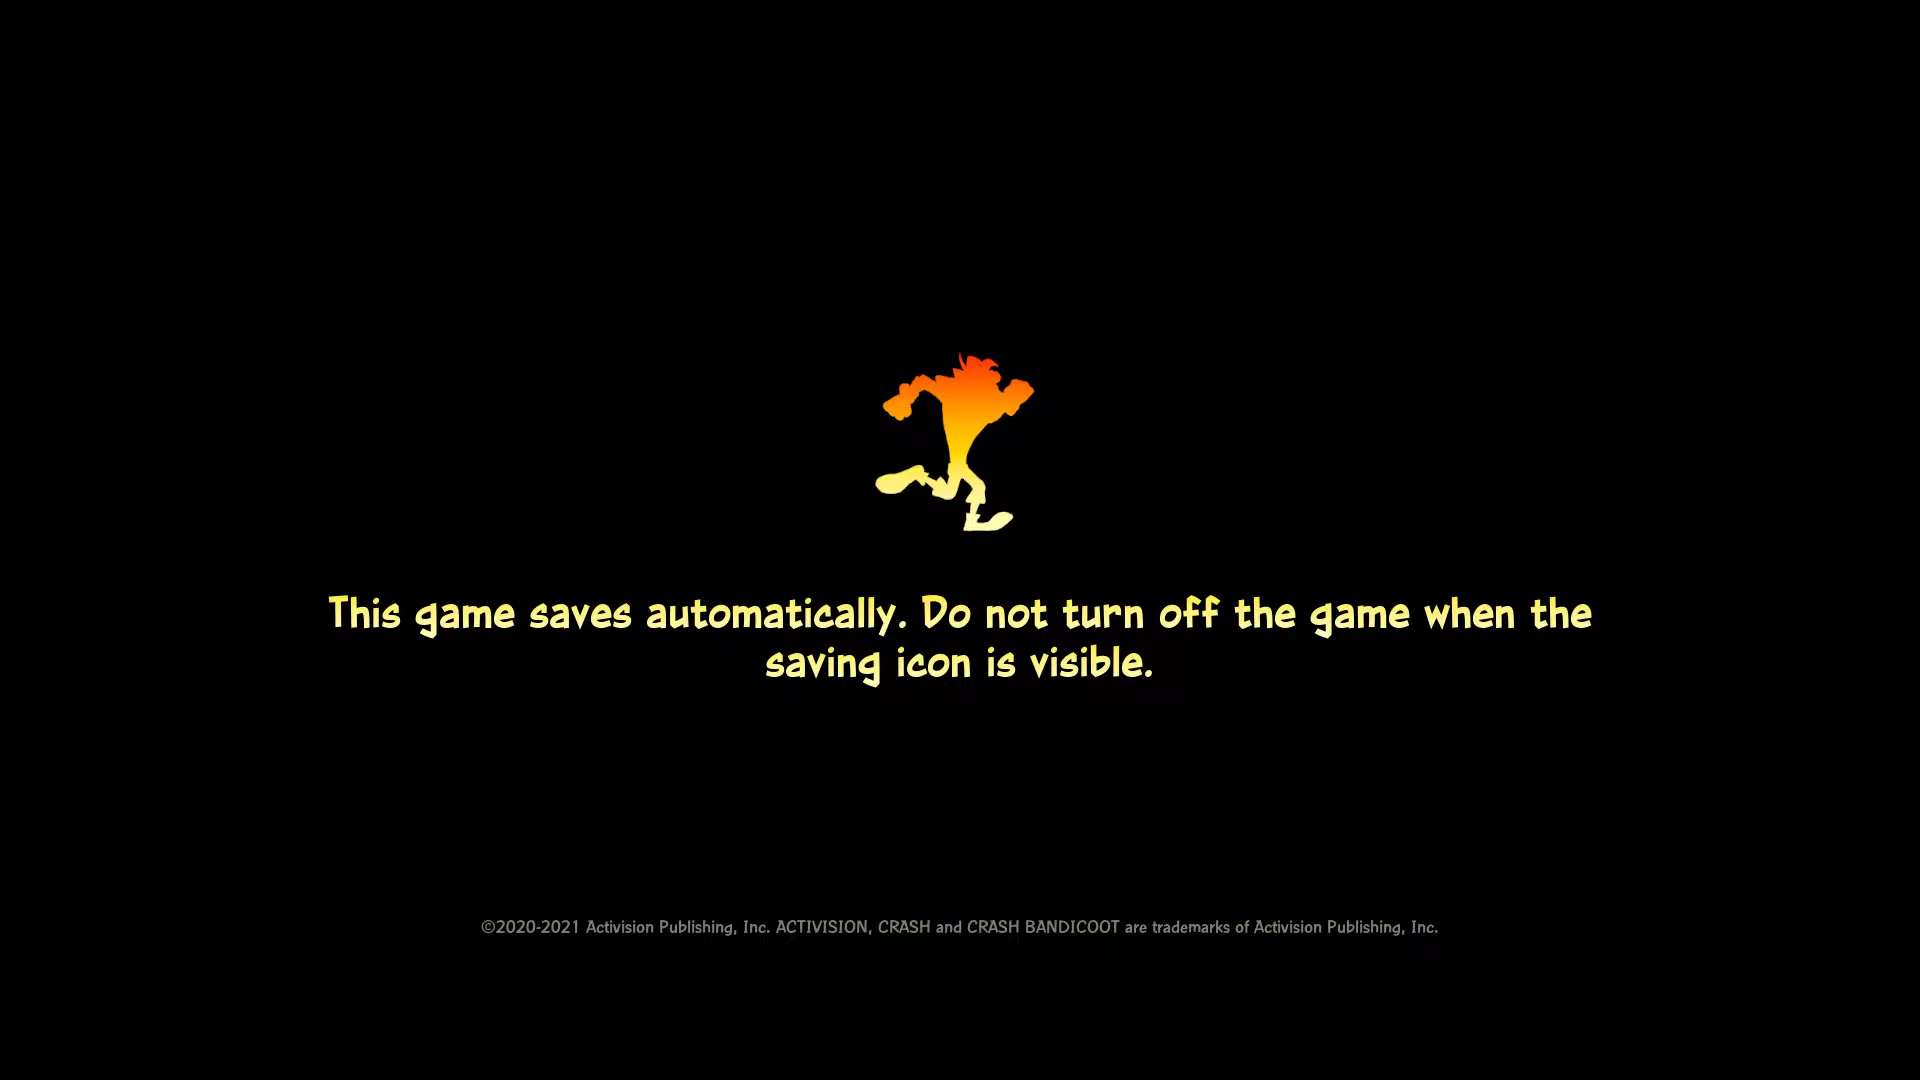 This game saves automatically. Do not turn off the game when the
saving icon is visible.
©2020-2021 Activision Publishing, Inc. ACTIVISION, CRASH and CRASH BANDICOOT are trademarks of Activision Publishing, Inc.